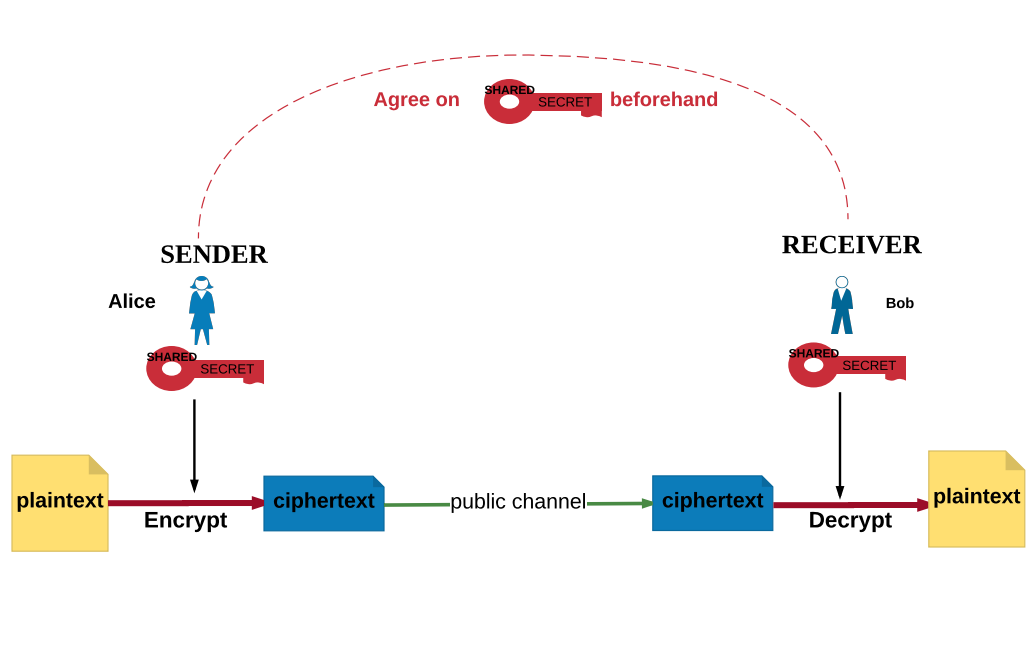 Agree on SHARED SECRET beforehand
SENDER
RECEIVER
Alice
Bob
SHARED SECRET
SHARED SECRET
plaintext
Encrypt
ciphertext
public channel
ciphertext
Decrypt
plaintext